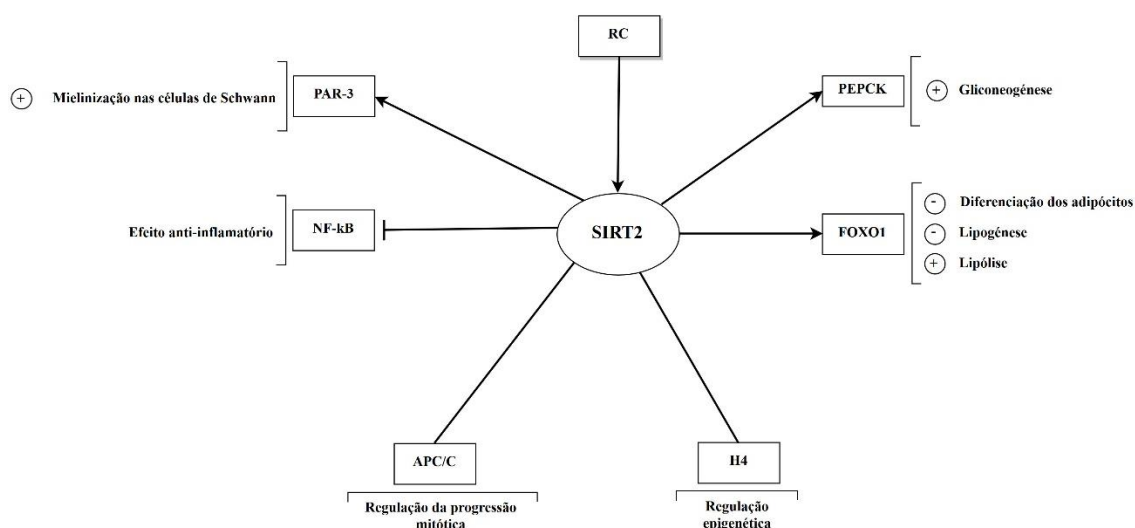 RC
Mielinização nas células de Schwann
PAR-3
PEPCK
Gliconeogénese
+
+
Efeito anti-inflamatório
NF-kB
SIRT2
FOXO1
-
Diferenciação dos adipócitos
-
Lipogénese
+
Lipólise
APC/C
Regulação da progressão
mitótica
H4
Regulação
epigenética